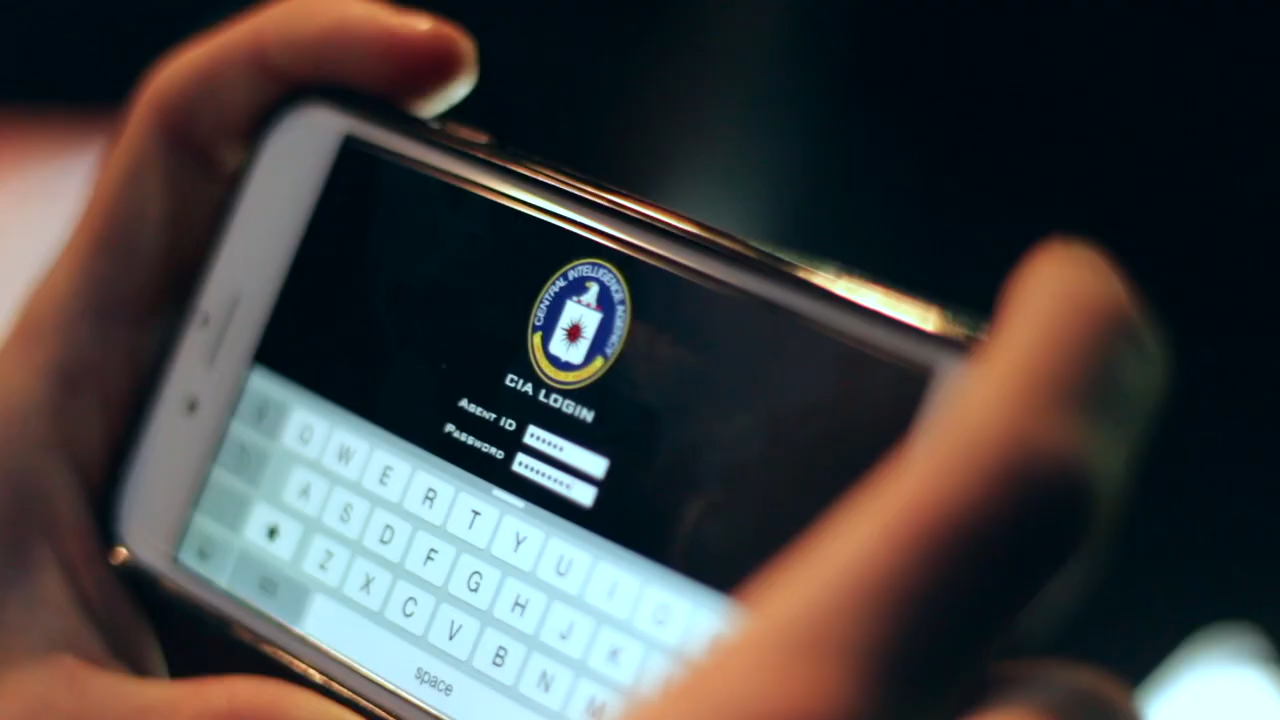 CENTRAL INTELLIGENCE AGENCY
CIA LOGIN
AGENT ID ••••••
PASSWORD •••••••••
W E R T Y U
A S D F G H J K
Z X C V B N M
space